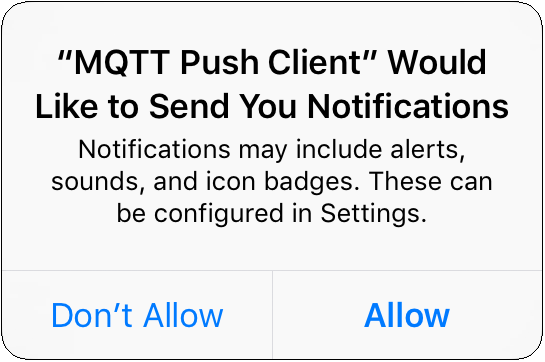 “MQTT Push Client” Would
Like to Send You Notifications
Notifications may include alerts,
sounds, and icon badges. These can
be configured in Settings.
Don’t Allow
Allow